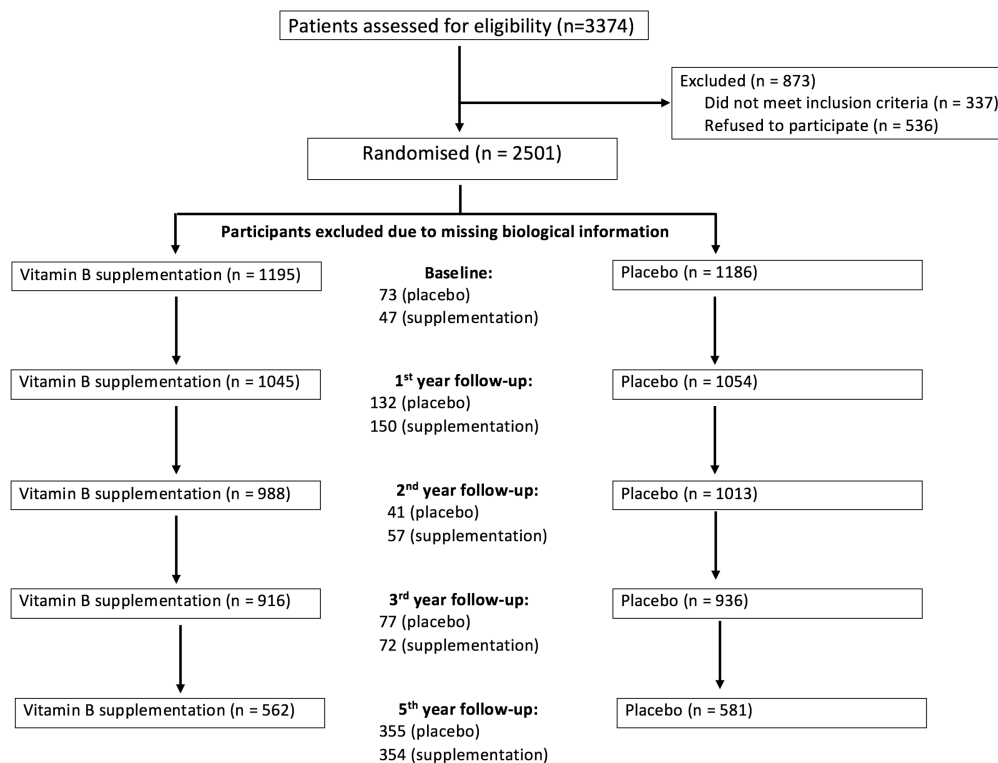 Patients assessed for eligibility (n=3374)
Excluded (n = 873)
Did not meet inclusion criteria (n = 337)
Refused to participate (n = 536)
Randomised (n = 2501)
Participants excluded due to missing biological information
Vitamin B supplementation (n = 1195)
Baseline:
73 (placebo)
47 (supplementation)
Placebo (n = 1186)
Vitamin B supplementation (n = 1045)
1st year follow-up:
132 (placebo)
150 (supplementation)
Placebo (n = 1054)
Vitamin B supplementation (n = 988)
2nd year follow-up:
41 (placebo)
57 (supplementation)
Placebo (n = 1013)
Vitamin B supplementation (n = 916)
3rd year follow-up:
77 (placebo)
72 (supplementation)
Placebo (n = 936)
Vitamin B supplementation (n = 562)
5th year follow-up:
355 (placebo)
354 (supplementation)
Placebo (n = 581)